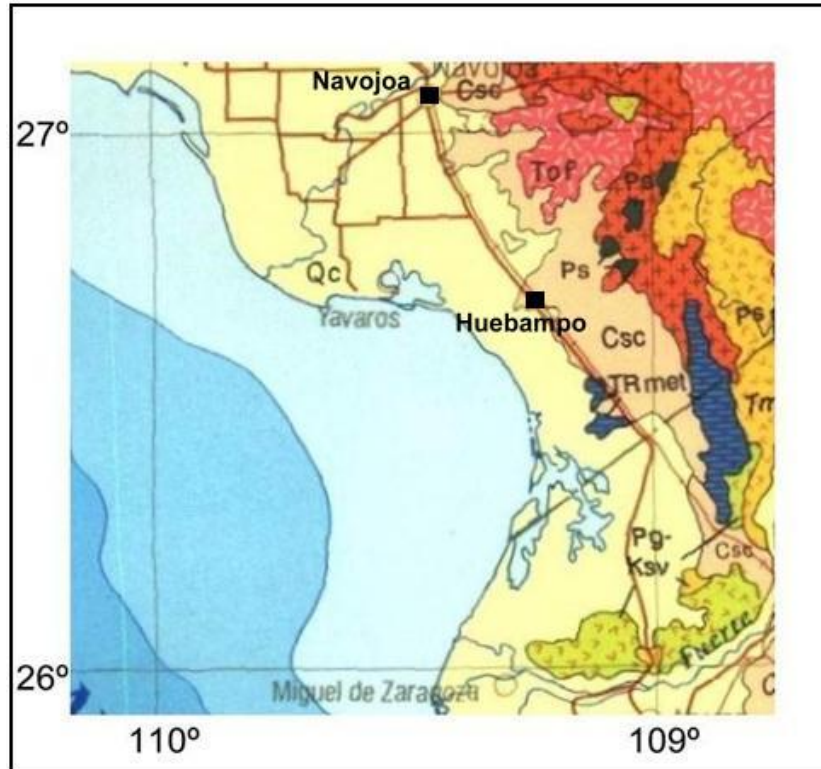 Navojoa
Navojoa
Csc
27º
Tof
Ps
Qc
Ps
Yavaros
Huebampo
Csc
Ps
TRmet
Tm
Pg-
Ksv
Csc
Fuerte
26º
Miguel de Zaragoza
110º
109º